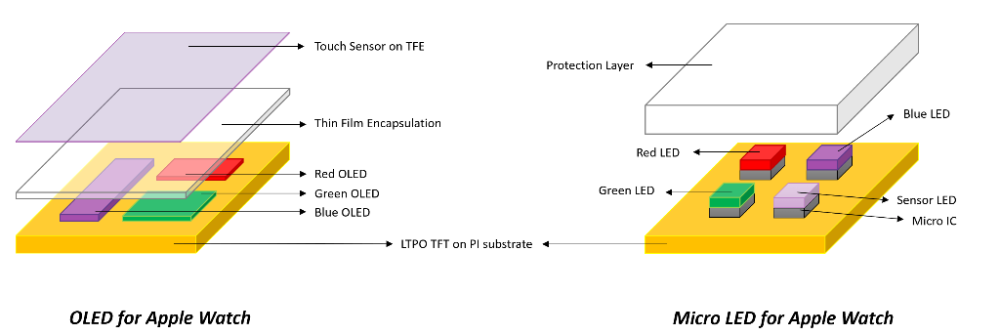 Touch Sensor on TFE
Thin Film Encapsulation
Red OLED
Green OLED
Blue OLED
LTPO TFT on PI substrate
OLED for Apple Watch
Protection Layer
Blue LED
Red LED
Green LED
Sensor LED
Micro IC
Micro LED for Apple Watch